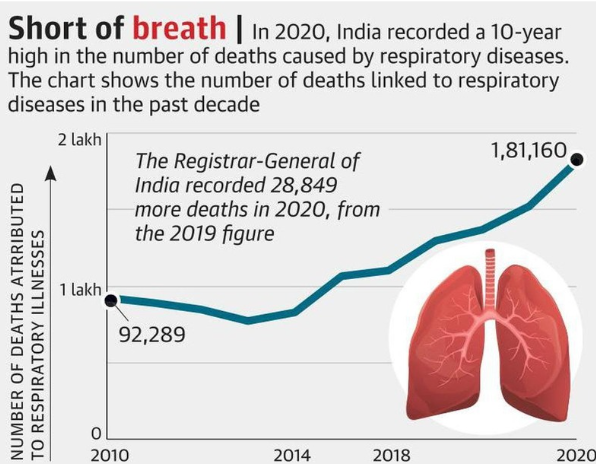 Short of breath | In 2020, India recorded a 10-year
high in the number of deaths caused by respiratory diseases.
The chart shows the number of deaths linked to respiratory
diseases in the past decade
2 lakh
1,81,160
The Registrar-General of
India recorded 28,849
more deaths in 2020, from
the 2019 figure
1 lakh
92,289
NUMBER OF DEATHS ATRRIBUTED
TO RESPIRATORY ILLNESSES
0
2010 2014 2018 2020